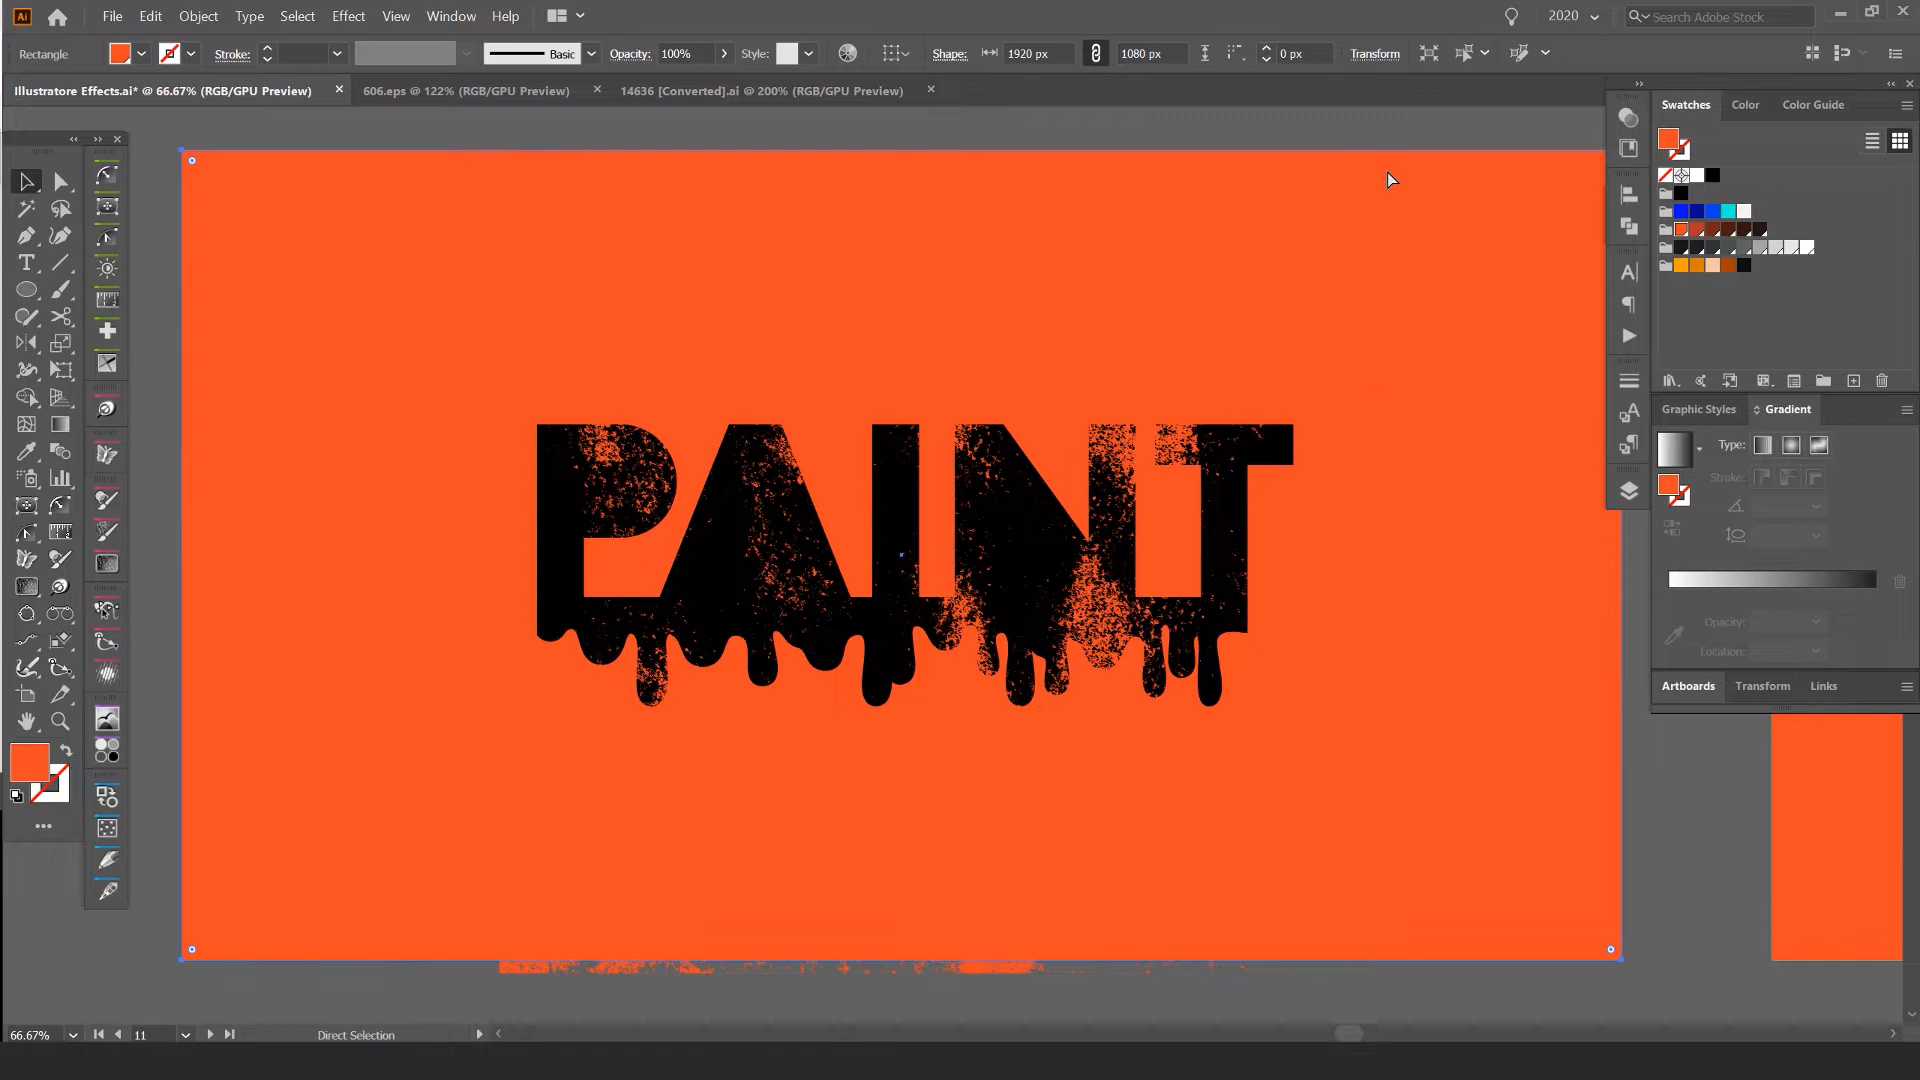 Ai File Edit Object Type Select Effect View Window Help 2020 Search Adobe Stock
Rectangle Stroke: Basic Opacity: 100% Style: Shape: 1920 px 1080 px 0 px Transform
Illustratore Effects.ai* @ 66.67% (RGB/GPU Preview) 606.eps @ 122% (RGB/GPU Preview) 14636 [Converted].ai @ 200% (RGB/GPU Preview)
Swatches Color Color Guide
PAINT
Graphic Styles Gradient
Type:
Stroke:
Opacity:
Location:
Artboards Transform Links
66.67% 11 Direct Selection